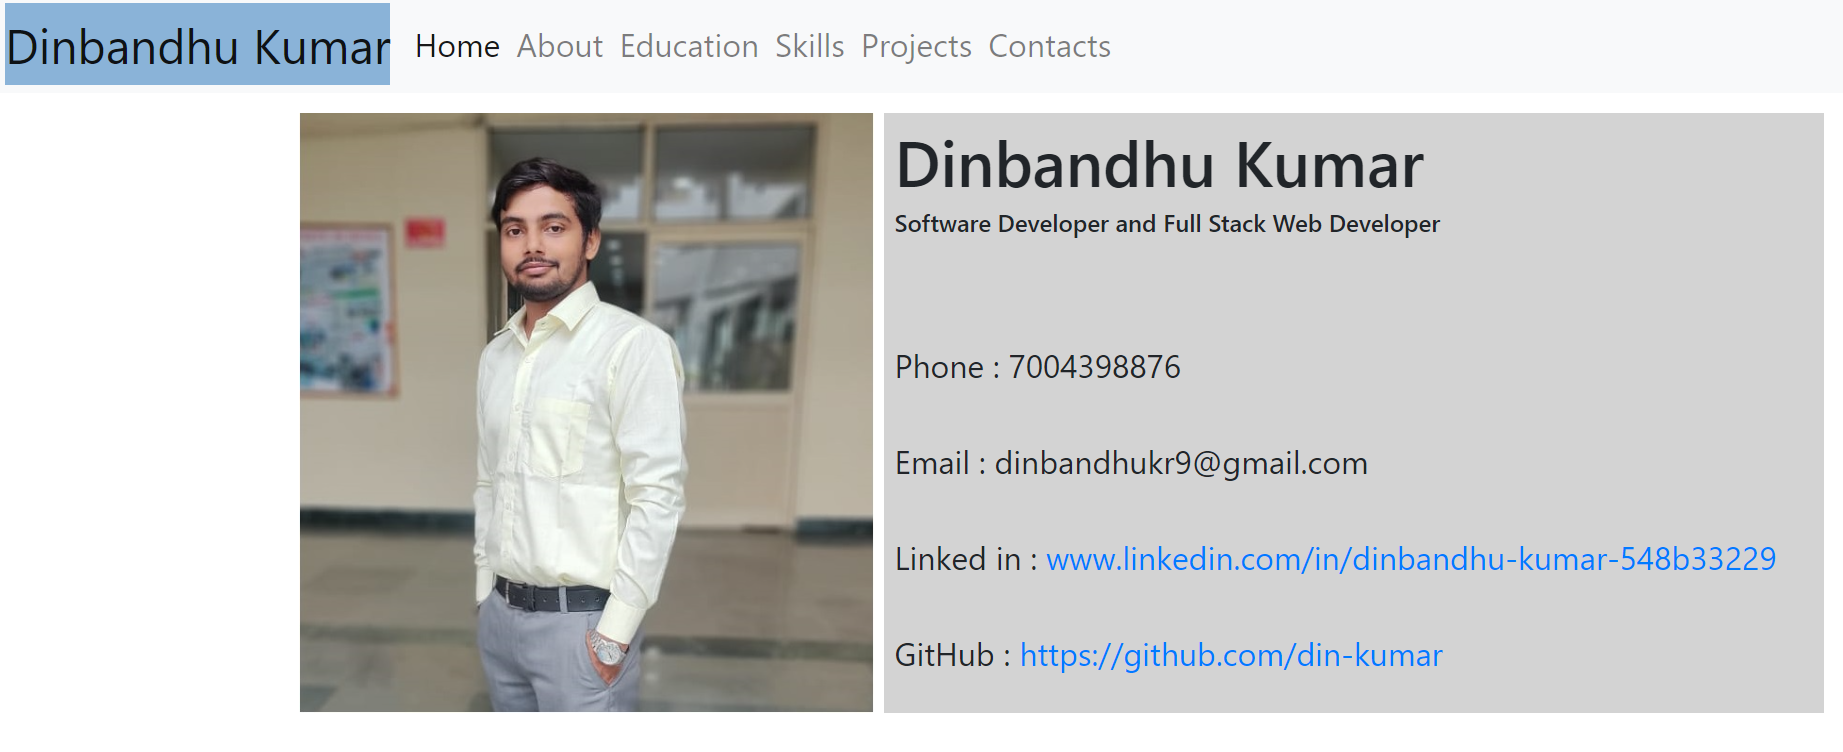 Dinbandhu Kumar Home About Education Skills Projects Contacts
Dinbandhu Kumar
Software Developer and Full Stack Web Developer
Phone : 7004398876
Email : dinbandhukr9@gmail.com
Linked in : www.linkedin.com/in/dinbandhu-kumar-548b33229
GitHub : https://github.com/din-kumar